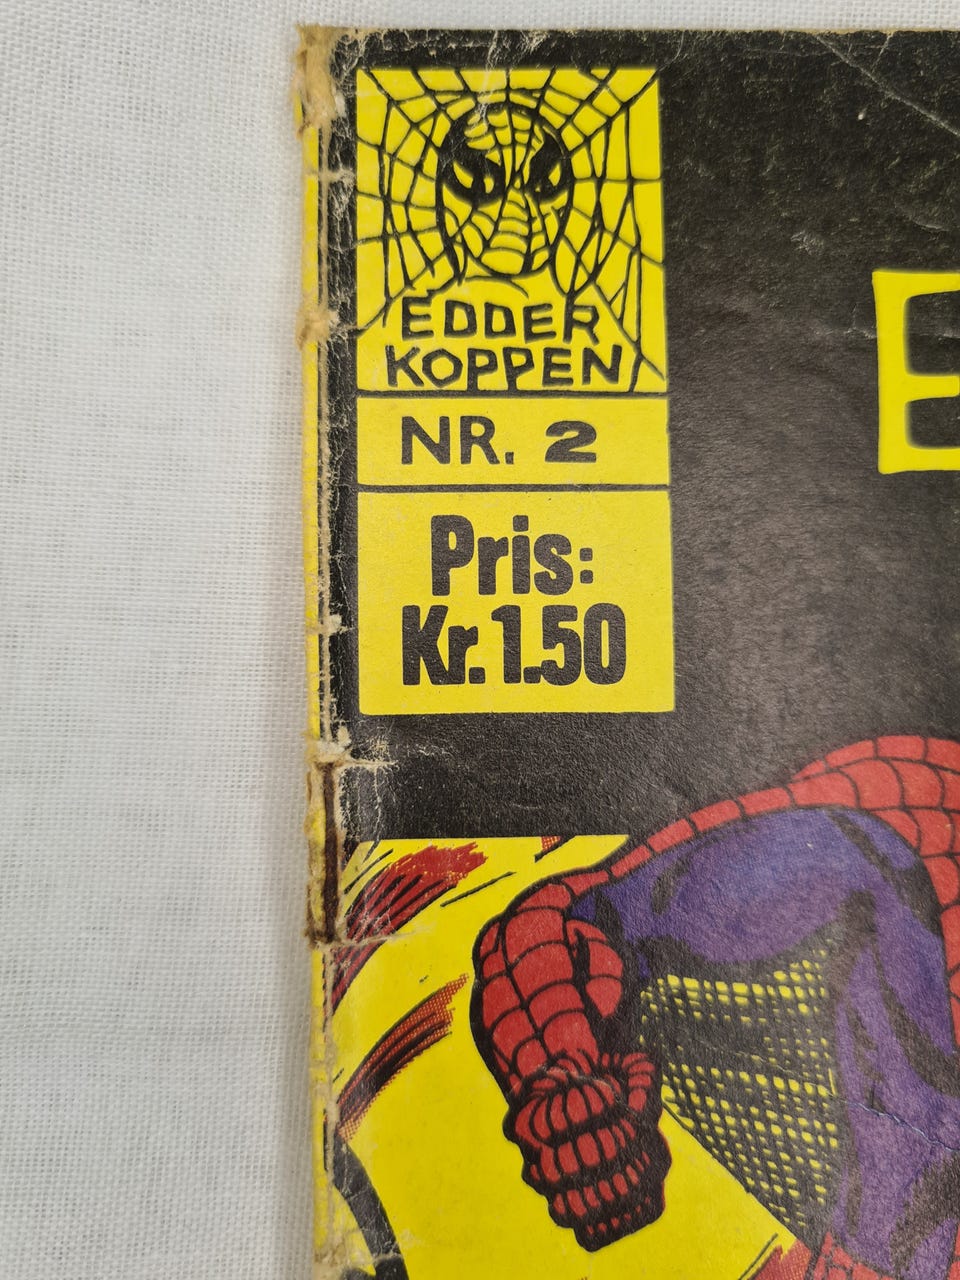 EDDER
KOPPEN
NR. 2
Pris:
Kr. 1.50
E